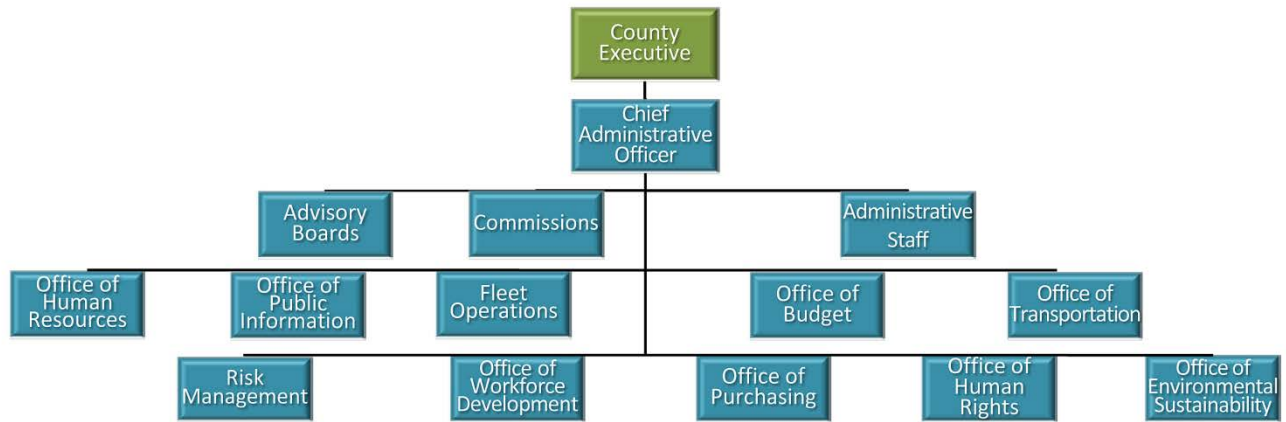 County
Executive
Chief
Administrative
Officer
Advisory
Boards
Commissions
Administrative
Staff
Office of
Human
Resources
Office of
Public
Information
Fleet
Operations
Office of
Budget
Office of
Transportation
Risk
Management
Office of
Workforce
Development
Office of
Purchasing
Office of
Human
Rights
Office of
Environmental
Sustainability